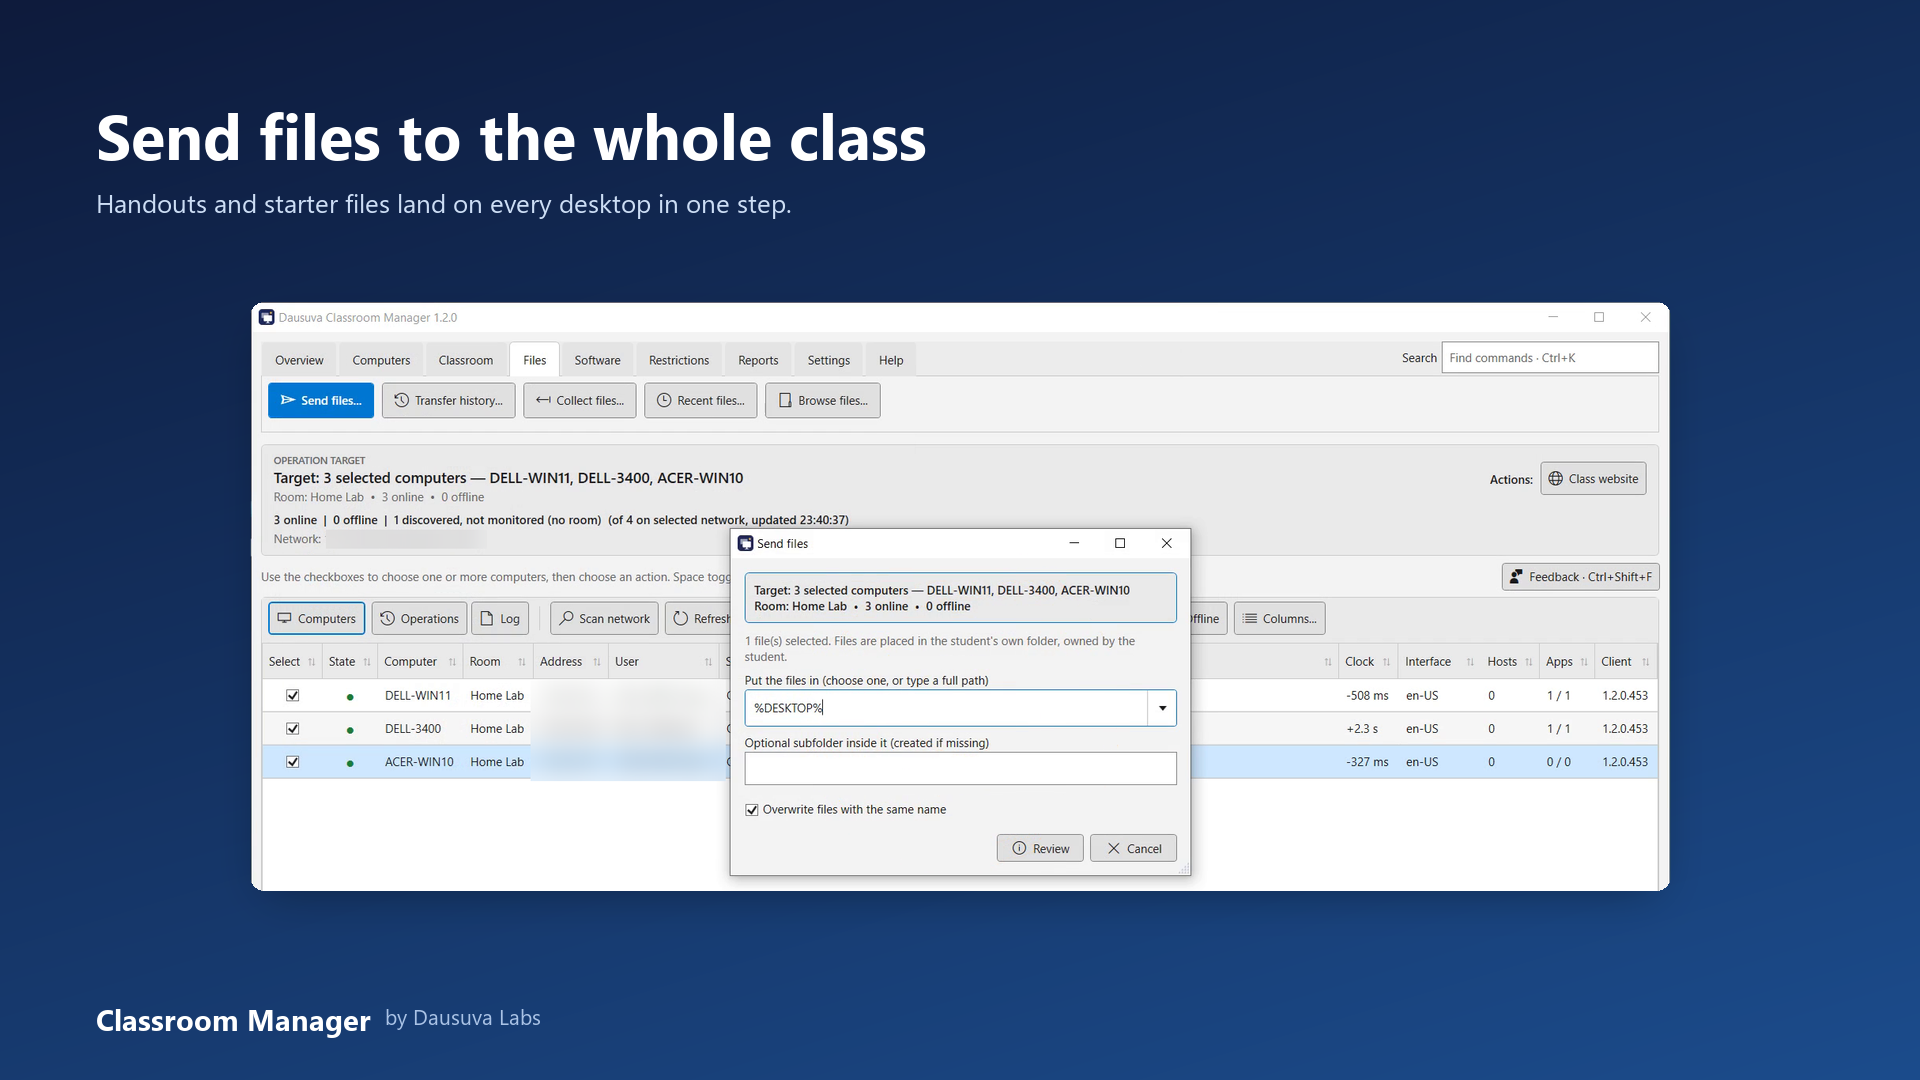 Send files to the whole class
Handouts and starter files land on every desktop in one step.
Dausuva Classroom Manager 1.2.0
Overview Computers Classroom Files Software Restrictions Reports Settings Help Search Find commands · Ctrl+K
Send files... Transfer history... Collect files... Recent files... Browse files...
OPERATION TARGET
Target: 3 selected computers — DELL-WIN11, DELL-3400, ACER-WIN10
Room: Home Lab • 3 online • 0 offline
Actions: Class website
3 online | 0 offline | 1 discovered, not monitored (no room) (of 4 on selected network, updated 23:40:37)
Network:
Use the checkboxes to choose one or more computers, then choose an action. Space togg
Feedback · Ctrl+Shift+F
Computers Operations Log Scan network Refresh ffline Columns...
Select State Computer Room Address User Clock Interface Hosts Apps Client
DELL-WIN11 Home Lab -508 ms en-US 0 1 / 1 1.2.0.453
DELL-3400 Home Lab +2.3 s en-US 0 1 / 1 1.2.0.453
ACER-WIN10 Home Lab -327 ms en-US 0 0 / 0 1.2.0.453
Send files
Target: 3 selected computers — DELL-WIN11, DELL-3400, ACER-WIN10
Room: Home Lab • 3 online • 0 offline
1 file(s) selected. Files are placed in the student's own folder, owned by the
student.
Put the files in (choose one, or type a full path)
%DESKTOP%
Optional subfolder inside it (created if missing)
Overwrite files with the same name
Review Cancel
Classroom Manager by Dausuva Labs